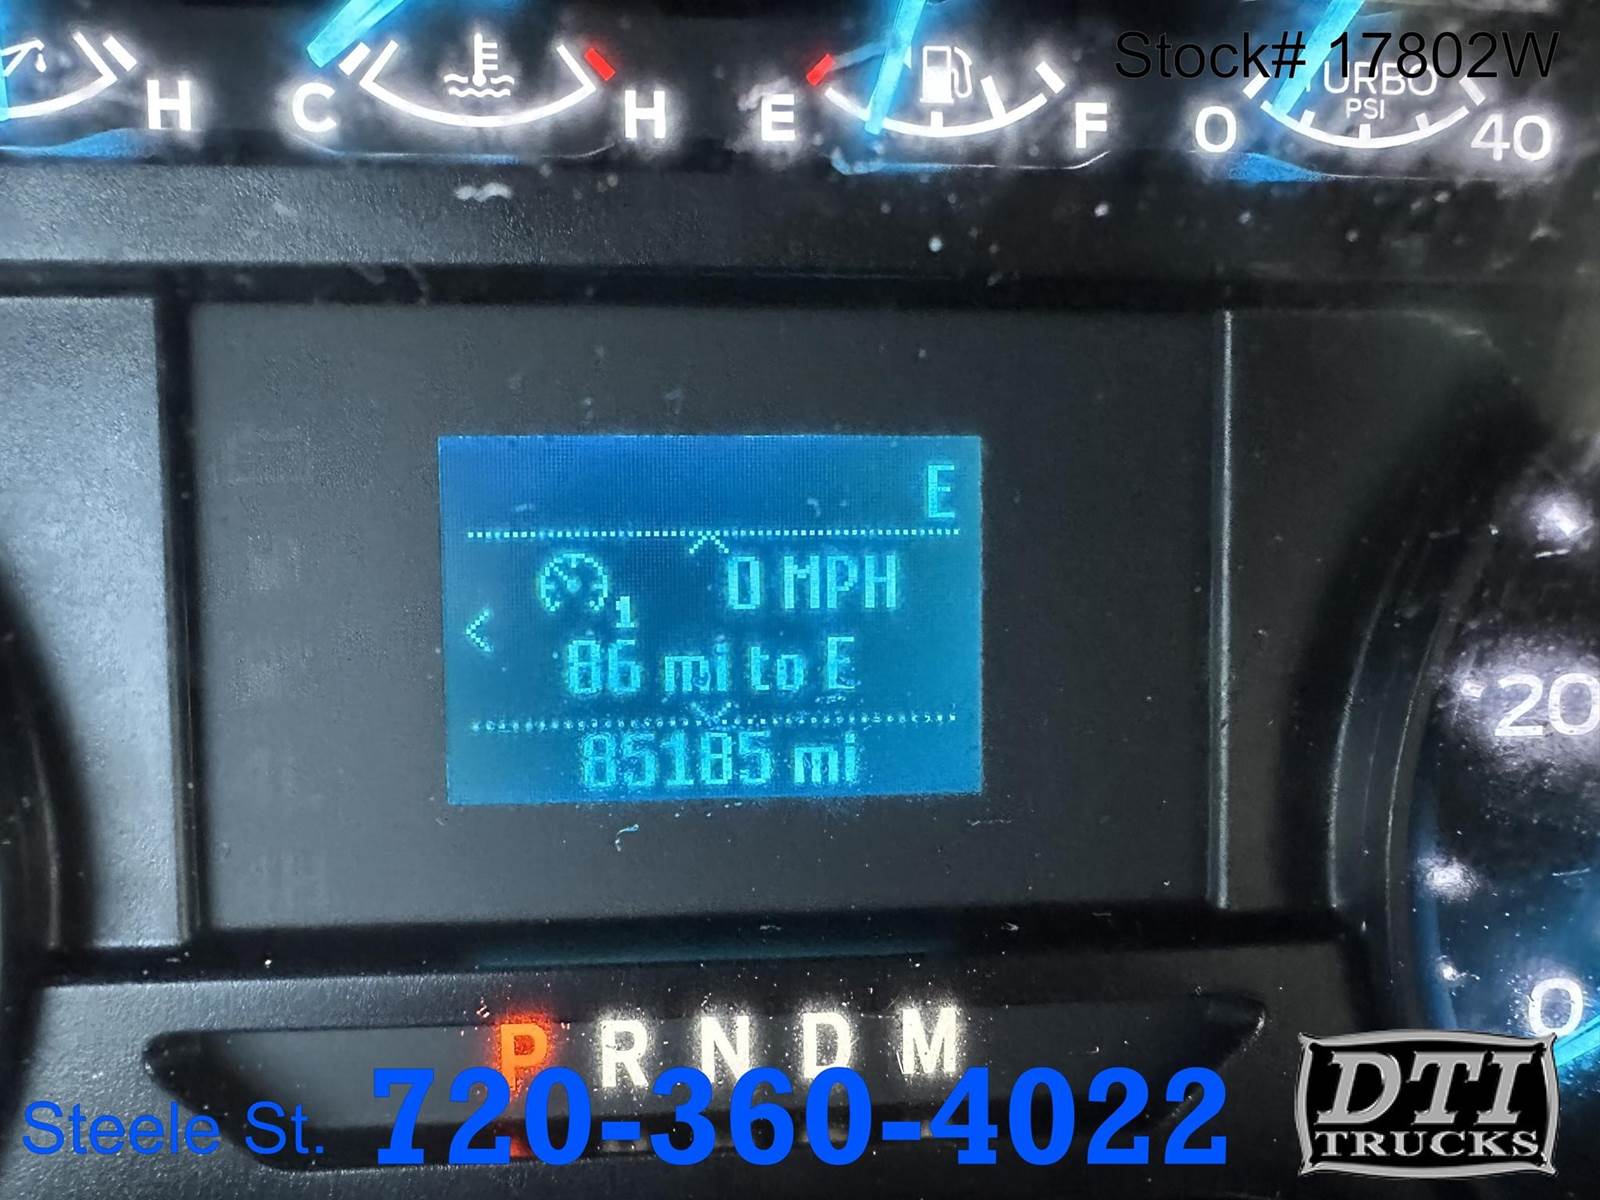 Stock# 17802W
H
C H
E F
0 TURBO 40
PSI
E
0 MPH
1
86 mi to E
85185 mi
20
0
P R N D M
Steele St. 720-360-4022
DTI
TRUCKS